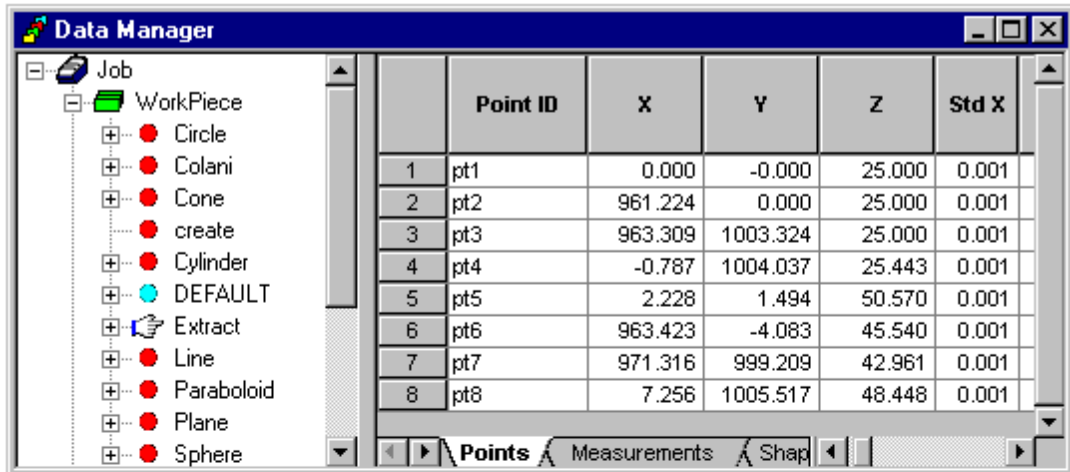 Data Manager
Job
WorkPiece
Circle
Colani
Cone
create
Cylinder
DEFAULT
Extract
Line
Paraboloid
Plane
Sphere
Point ID X Y Z Std X
1 pt1 0.000 -0.000 25.000 0.001
2 pt2 961.224 0.000 25.000 0.001
3 pt3 963.309 1003.324 25.000 0.001
4 pt4 -0.787 1004.037 25.443 0.001
5 pt5 2.228 1.494 50.570 0.001
6 pt6 963.423 -4.083 45.540 0.001
7 pt7 971.316 999.209 42.961 0.001
8 pt8 7.256 1005.517 48.448 0.001
Points Measurements Shap